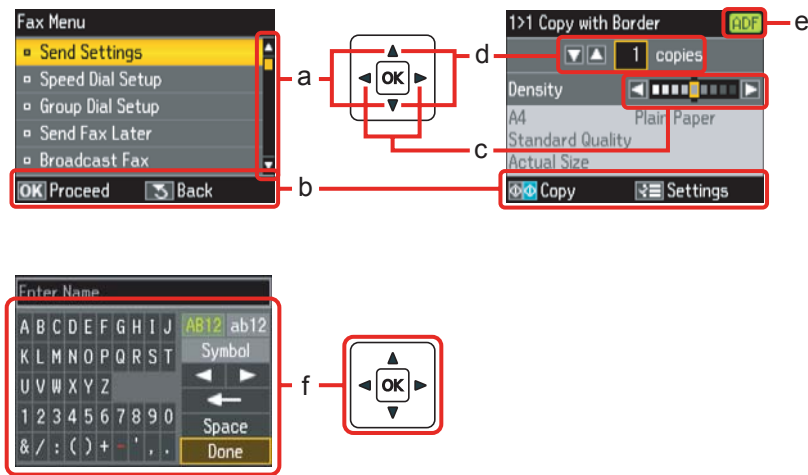 Fax Menu
Send Settings
Speed Dial Setup
Group Dial Setup
Send Fax Later
Broadcast Fax
OK Proceed Back
a
b
OK
d
c
1>1 Copy with Border ADF
e
1 copies
Density
A4 Plain Paper
Standard Quality
Actual Size
Copy Settings
Enter Name
A B C D E F G H I J AB12 ab12
K L M N O P Q R S T Symbol
U V W X Y Z
1 2 3 4 5 6 7 8 9 0 Space
& / : ( ) + - ' , . Done
f
OK